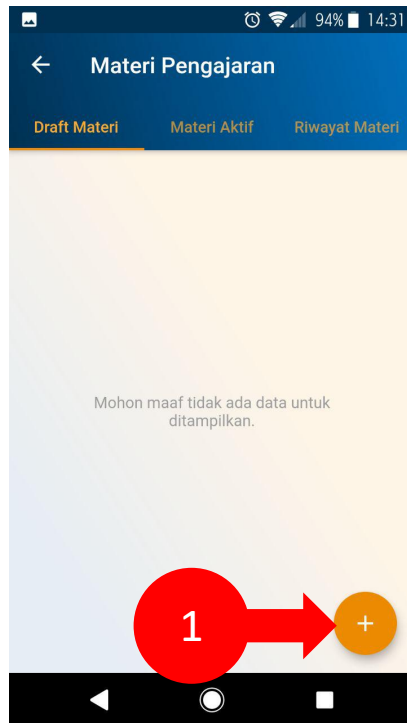 94% 14:31
Materi Pengajaran
Draft Materi Materi Aktif Riwayat Materi
Mohon maaf tidak ada data untuk
ditampilkan.
1
+